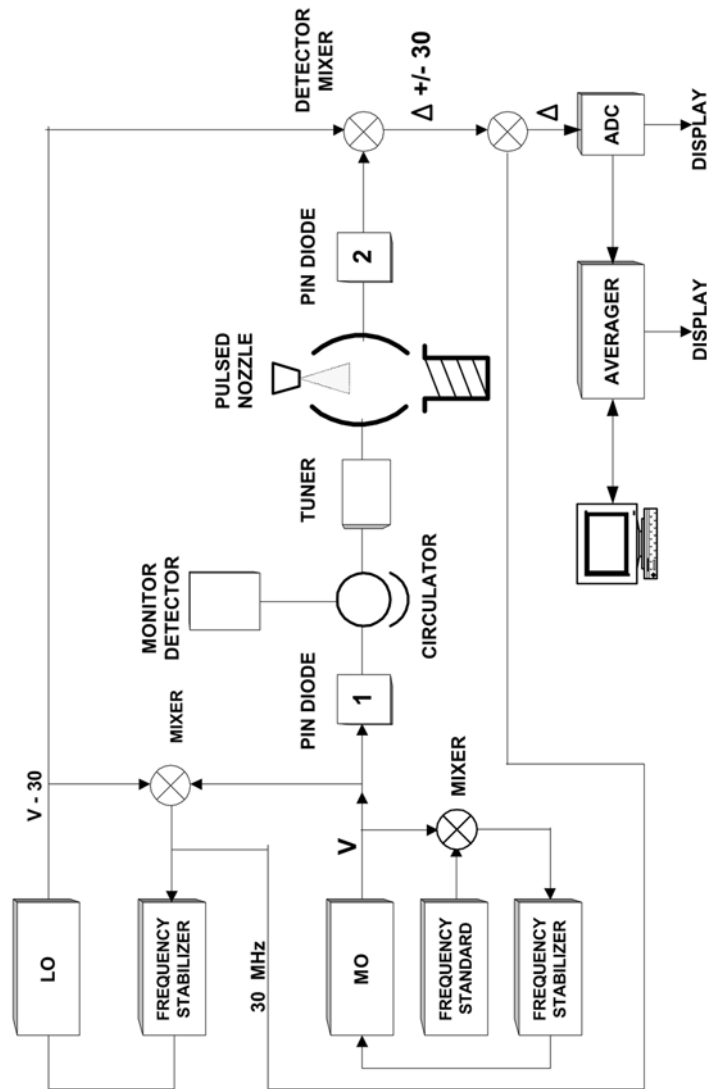 LO
V - 30
FREQUENCY
STABILIZER
MIXER
30 MHz
MO
V
FREQUENCY
STANDARD
MIXER
FREQUENCY
STABILIZER
PIN DIODE
1
MONITOR
DETECTOR
CIRCULATOR
TUNER
PULSED
NOZZLE
PIN DIODE
2
DETECTOR
MIXER
Δ +/- 30
Δ
ADC
DISPLAY
AVERAGER
DISPLAY